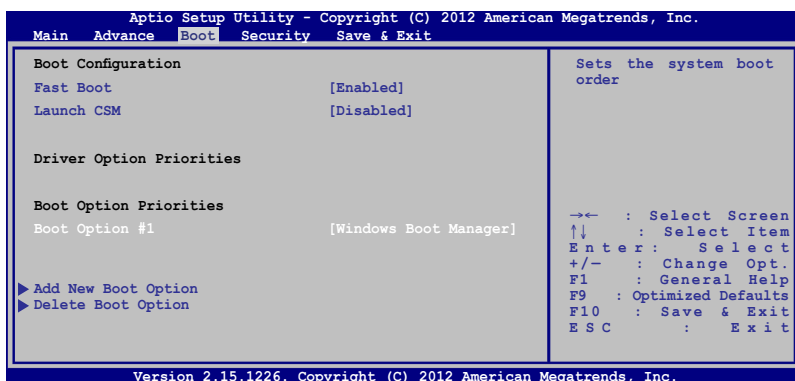 Aptio Setup Utility - Copyright (C) 2012 American Megatrends, Inc.
Main Advance Boot Security Save & Exit
Boot Configuration
Fast Boot [Enabled]
Launch CSM [Disabled]
Driver Option Priorities
Boot Option Priorities
Boot Option #1 [Windows Boot Manager]
Add New Boot Option
Delete Boot Option
Sets the system boot
order
→← : Select Screen
↑↓ : Select Item
Enter: Select
+/— : Change Opt.
F1 : General Help
F9 : Optimized Defaults
F10 : Save & Exit
ESC : Exit
Version 2.15.1226. Copyright (C) 2012 American Megatrends, Inc.